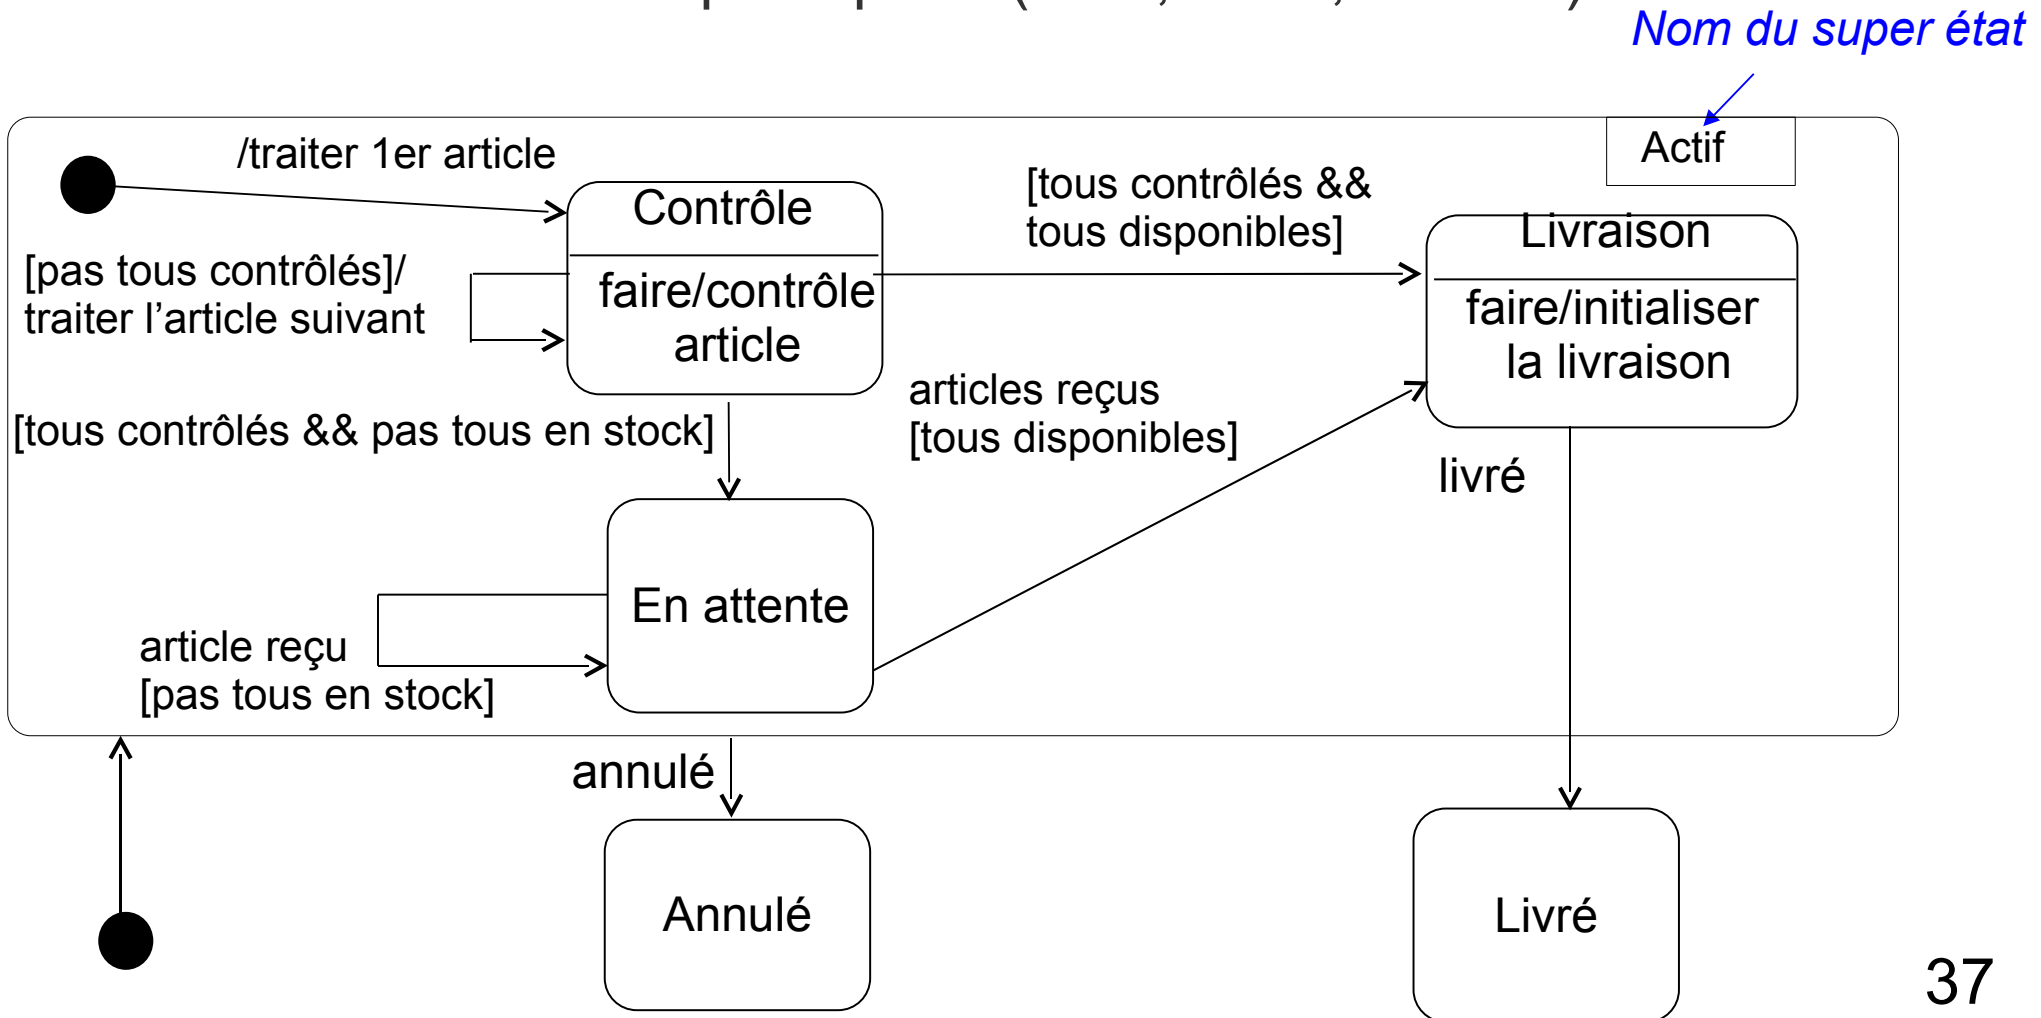 Nom du super état
Actif
/traiter 1er article
Contrôle
faire/contrôle
article
[tous contrôlés &&
tous disponibles]
Livraison
faire/initialiser
la livraison
[pas tous contrôlés]/
traiter l’article suivant
[tous contrôlés && pas tous en stock]
articles reçus
[tous disponibles]
livré
En attente
article reçu
[pas tous en stock]
annulé
Annulé
Livré
37